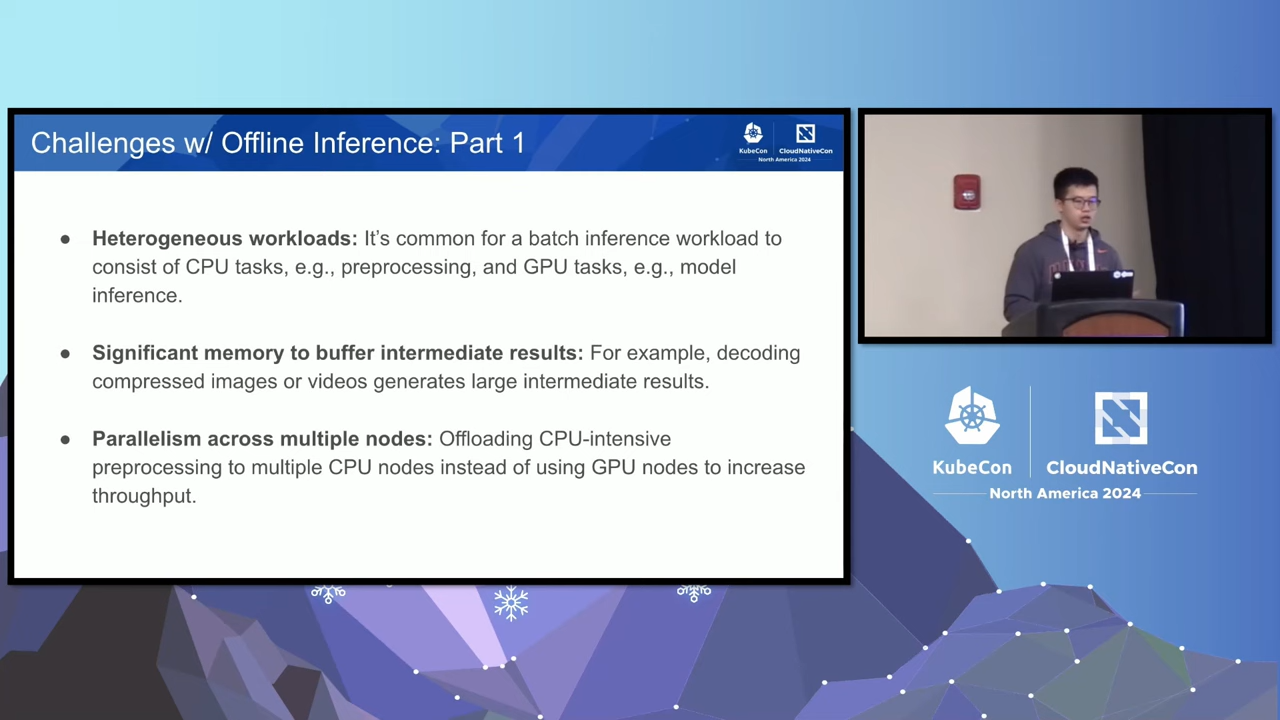 Challenges w/ Offline Inference: Part 1
KubeCon
CloudNativeCon
North America 2024
● Heterogeneous workloads: It’s common for a batch inference workload to
consist of CPU tasks, e.g., preprocessing, and GPU tasks, e.g., model
inference.
● Significant memory to buffer intermediate results: For example, decoding
compressed images or videos generates large intermediate results.
● Parallelism across multiple nodes: Offloading CPU-intensive
preprocessing to multiple CPU nodes instead of using GPU nodes to increase
throughput.
KubeCon
CloudNativeCon
North America 2024